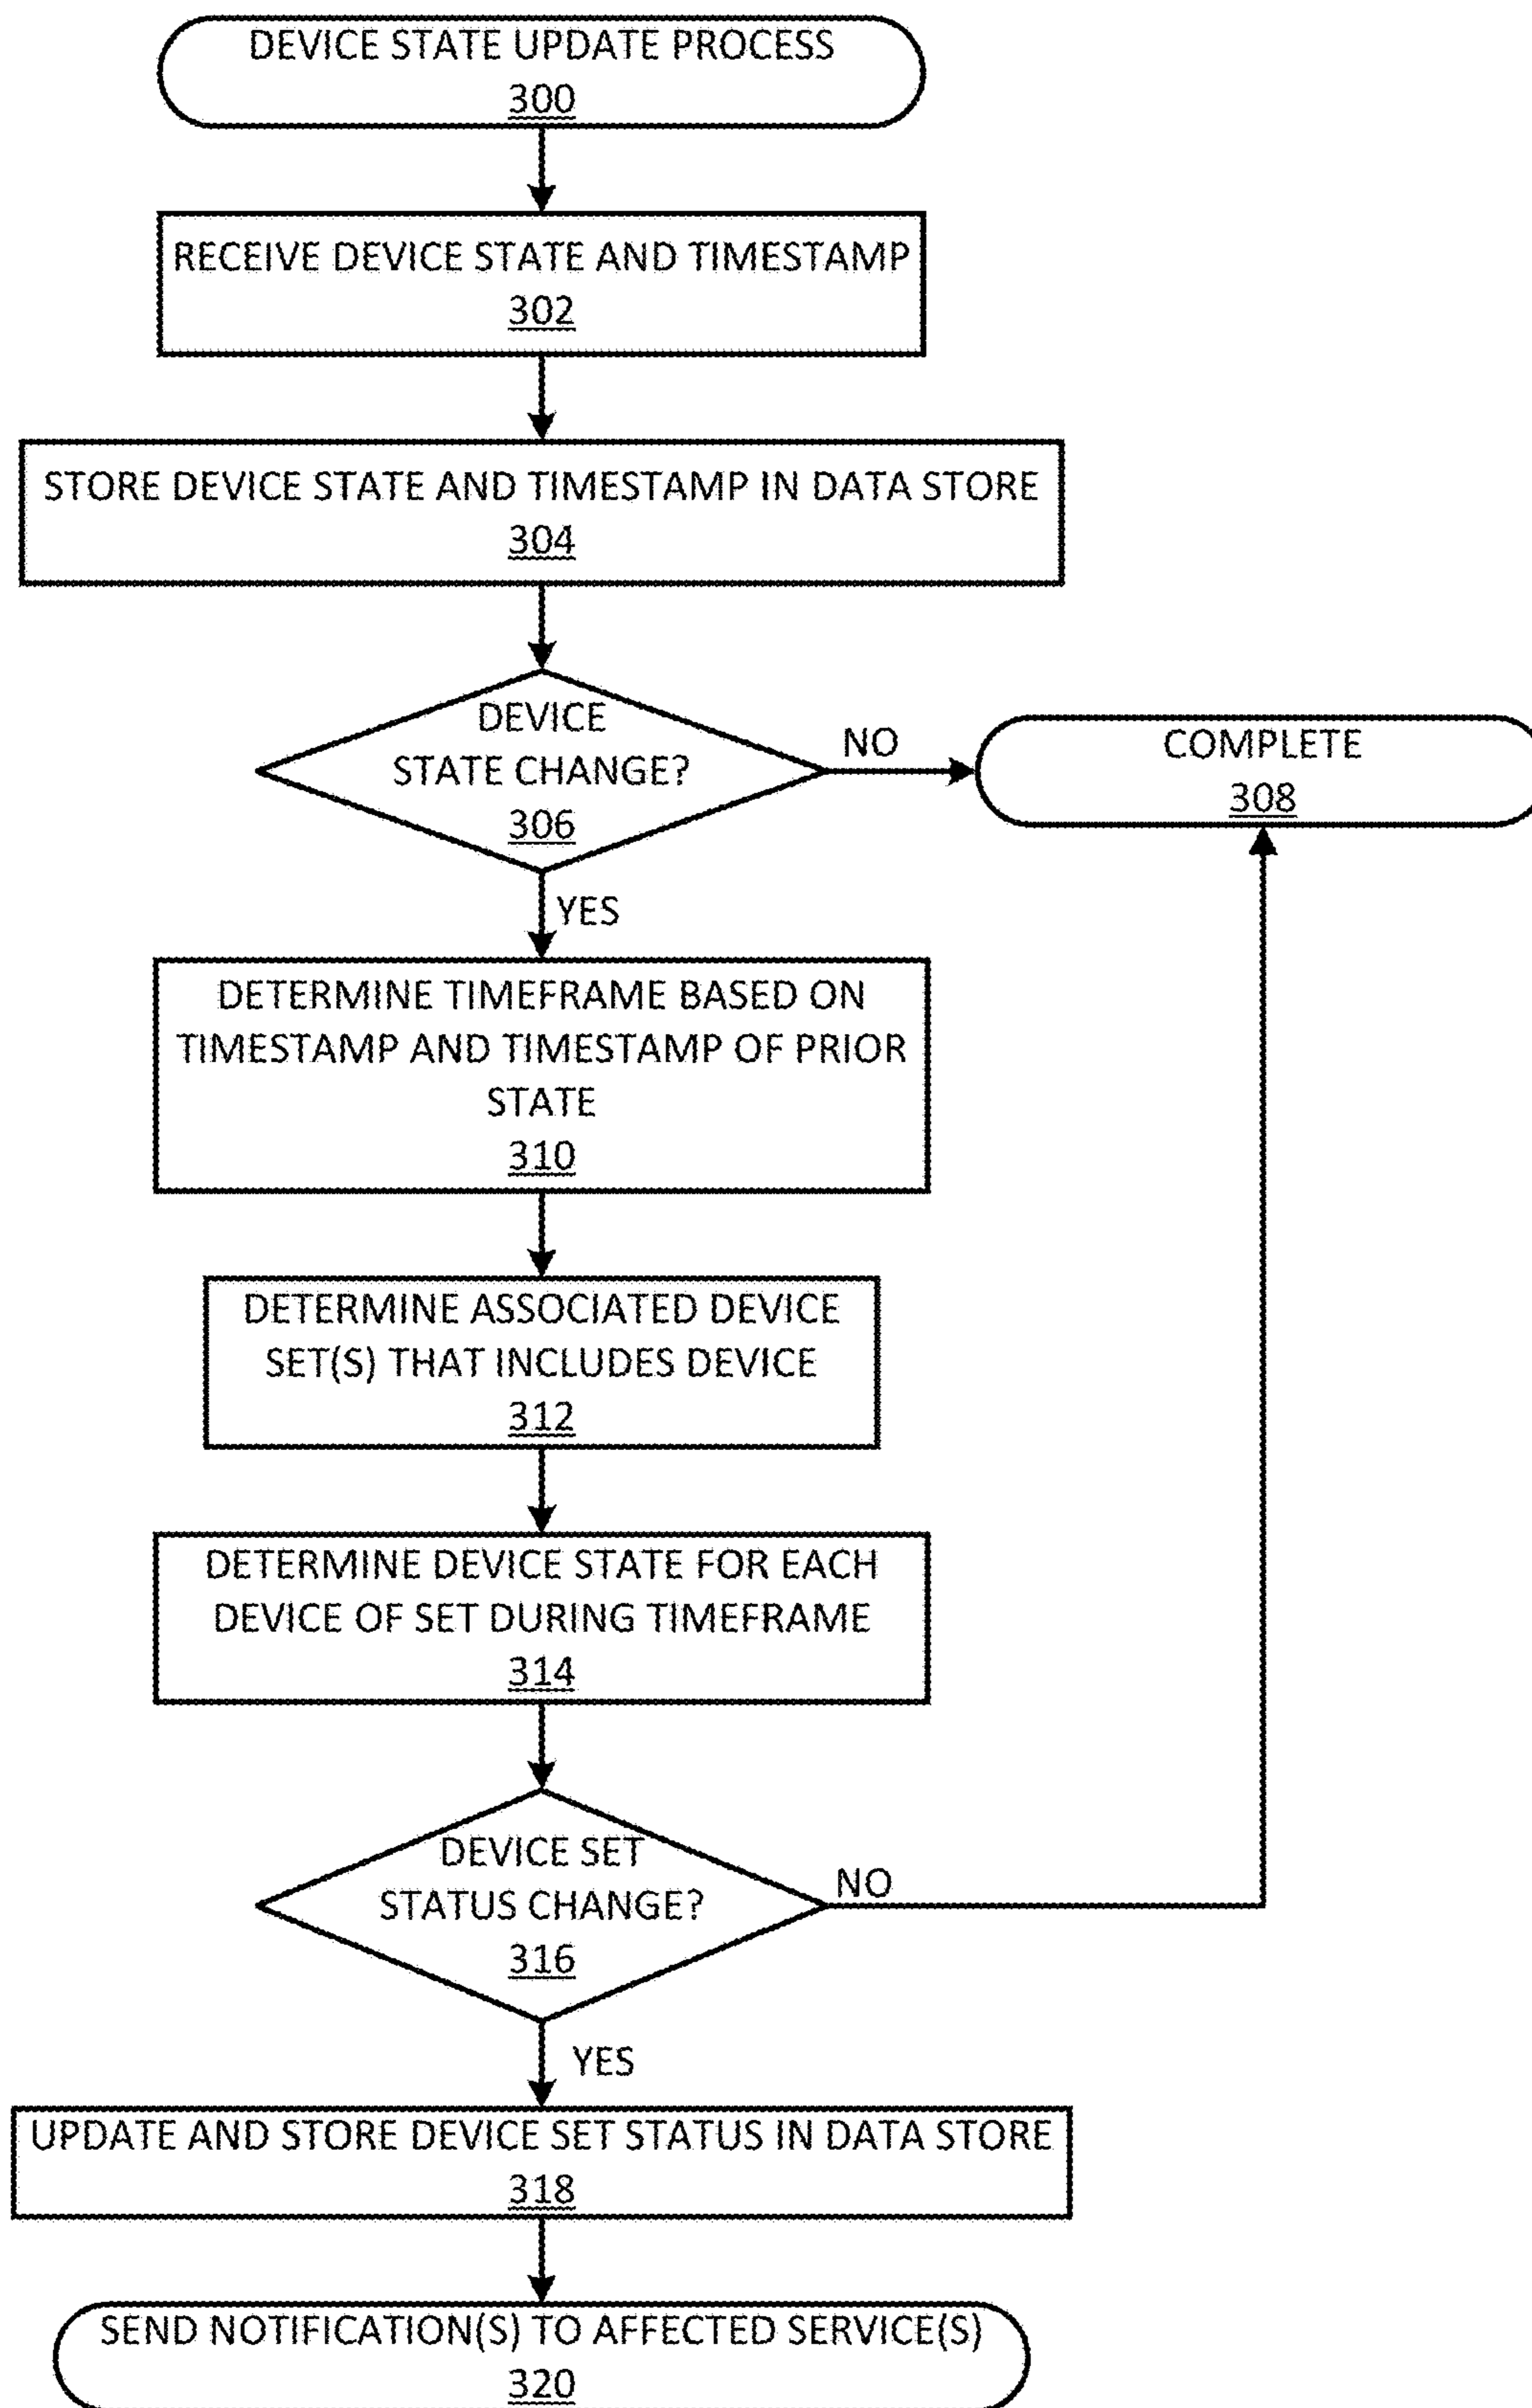 DEVICE STATE UPDATE PROCESS
300
RECEIVE DEVICE STATE AND TIMESTAMP
302
STORE DEVICE STATE AND TIMESTAMP IN DATA STORE
304
DEVICE
STATE CHANGE?
306
NO
COMPLETE
308
YES
DETERMINE TIMEFRAME BASED ON
TIMESTAMP AND TIMESTAMP OF PRIOR
STATE
310
DETERMINE ASSOCIATED DEVICE
SET(S) THAT INCLUDES DEVICE
312
DETERMINE DEVICE STATE FOR EACH
DEVICE OF SET DURING TIMEFRAME
314
DEVICE SET
STATUS CHANGE?
316
NO
YES
UPDATE AND STORE DEVICE SET STATUS IN DATA STORE
318
SEND NOTIFICATION(S) TO AFFECTED SERVICE(S)
320